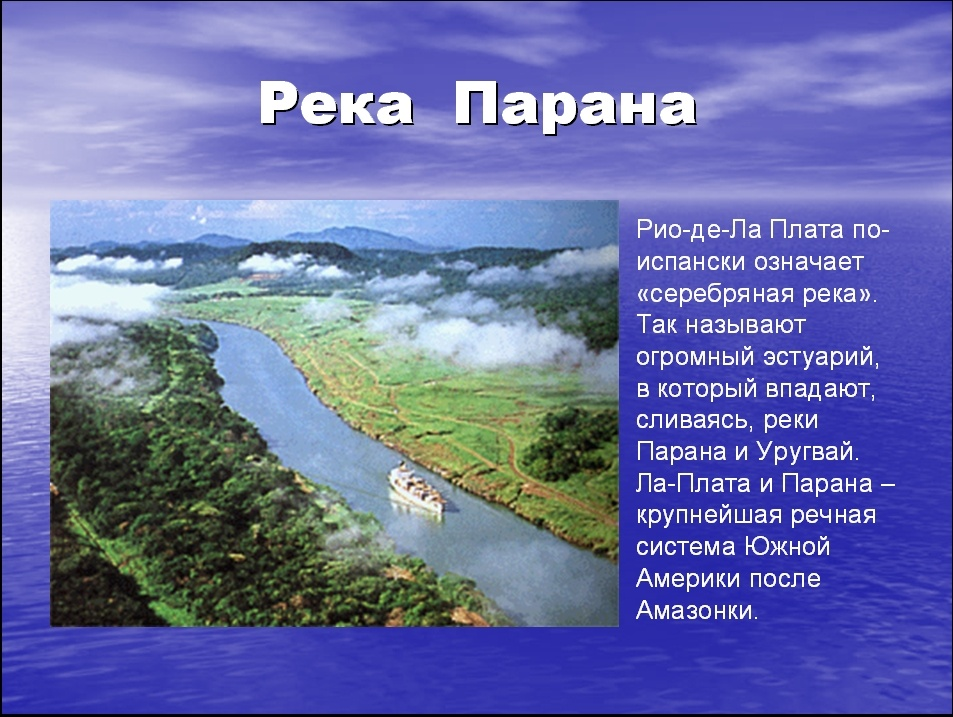 Река Парана
Рио-де-Ла Плата по-
испански означает
«серебряная река».
Так называют
огромный эстуарий,
в который впадают,
сливаясь, реки
Парана и Уругвай.
Ла-Плата и Парана –
крупнейшая речная
система Южной
Америки после
Амазонки.